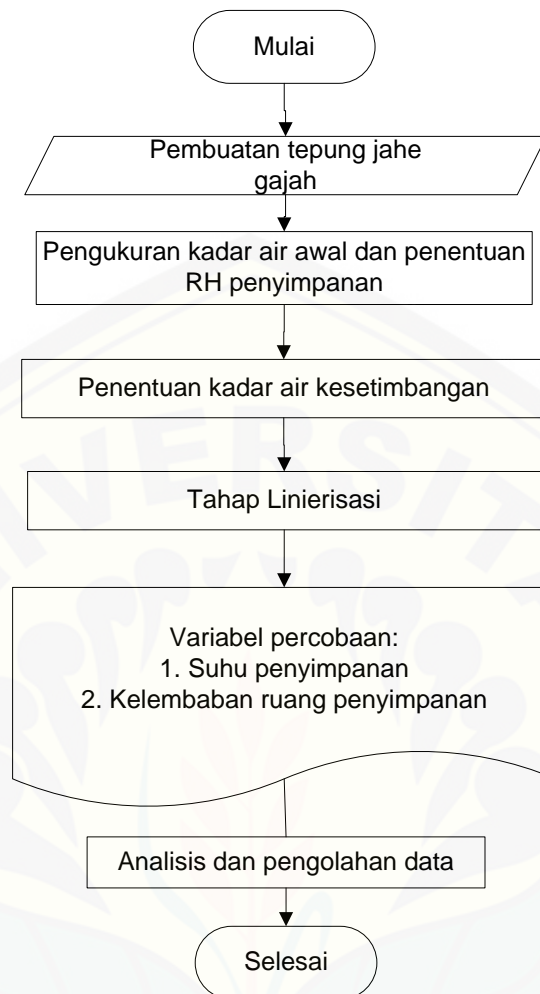 Mulai
Pembuatan tepung jahe
gajah
Pengukuran kadar air awal dan penentuan
RH penyimpanan
Penentuan kadar air kesetimbangan
Tahap Linierisasi
Variabel percobaan:
1. Suhu penyimpanan
2. Kelembaban ruang penyimpanan
Analisis dan pengolahan data
Selesai